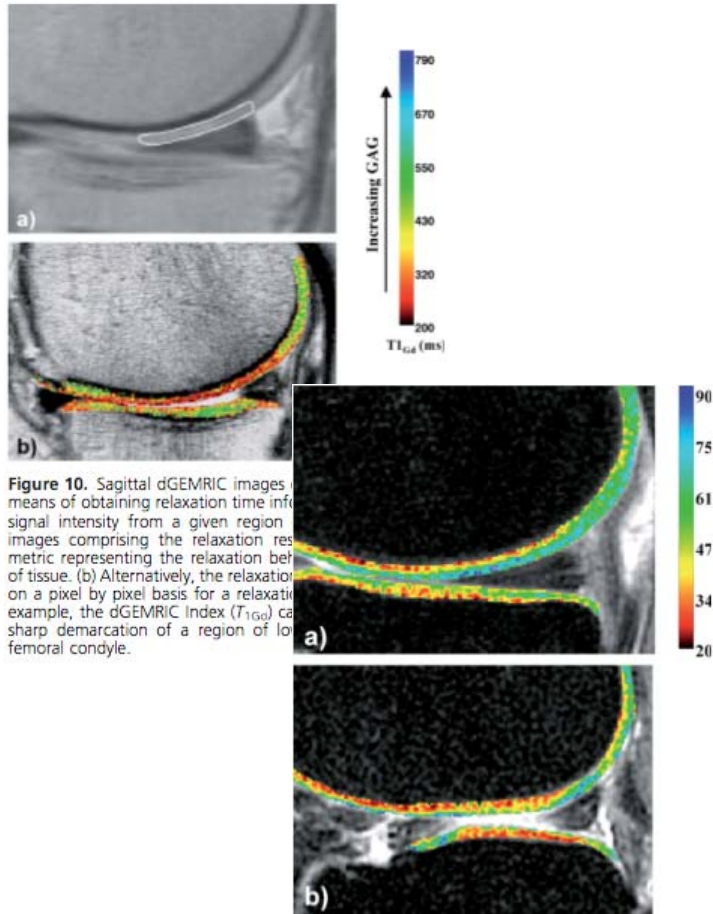 790
670
550
430
320
200
Increasing GAG
T1Gd (ms)
a)
b)
Figure 10. Sagittal dGEMRIC images
means of obtaining relaxation time inf
signal intensity from a given region
images comprising the relaxation res
metric representing the relaxation beh
of tissue. (b) Alternatively, the relaxation
on a pixel by pixel basis for a relaxati
example, the dGEMRIC Index (T1Gd) ca
sharp demarcation of a region of lo
femoral condyle.
90
75
61
47
34
20
a)
b)